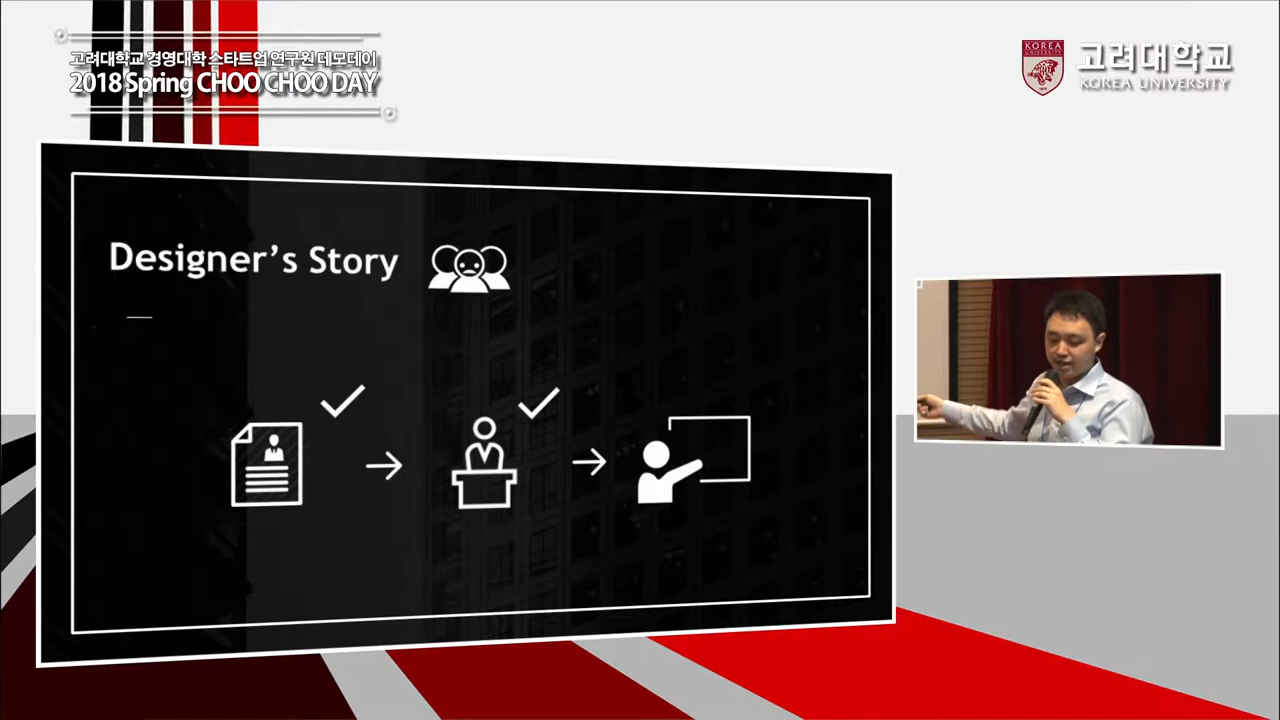 고려대학교 경영대학 스타트업 연구원 데모데이
2018 Spring CHOO CHOO DAY
KOREA
UNIVERSITY
고려대학교
KOREA UNIVERSITY
Designer's Story